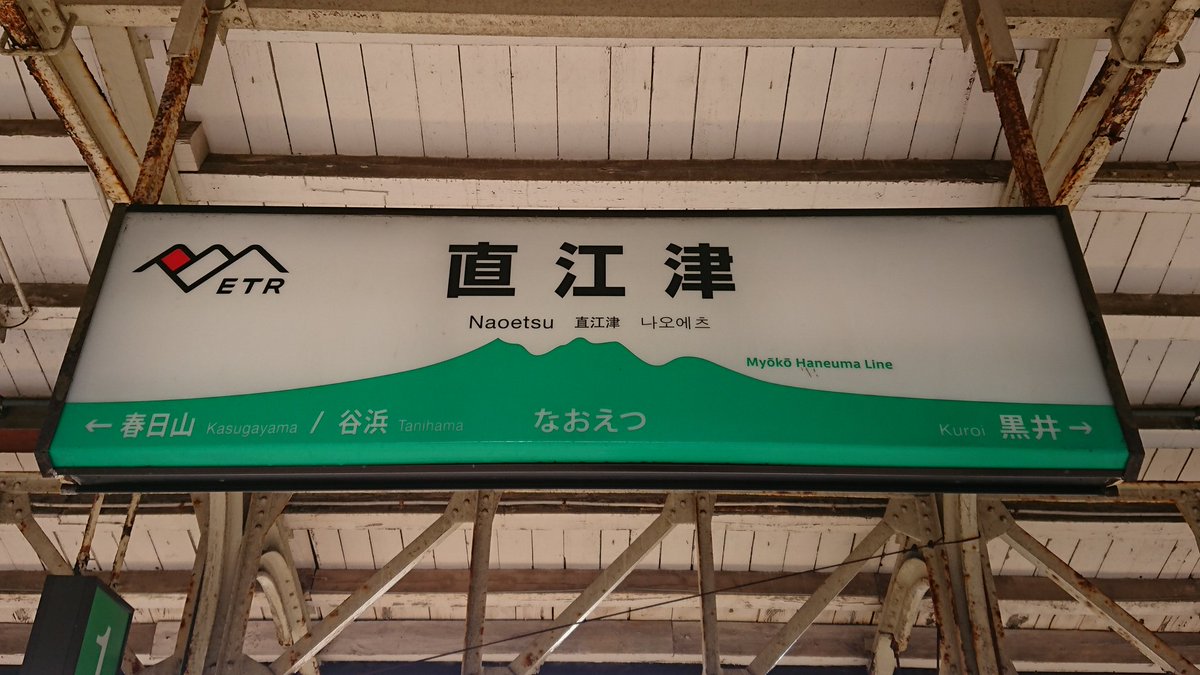 ETR
直江津
Naoetsu 直江津 나오에츠
Myōkō Haneuma Line
← 春日山 Kasugayama / 谷浜 Tanihama なおえつ Kuroi 黒井 →
1